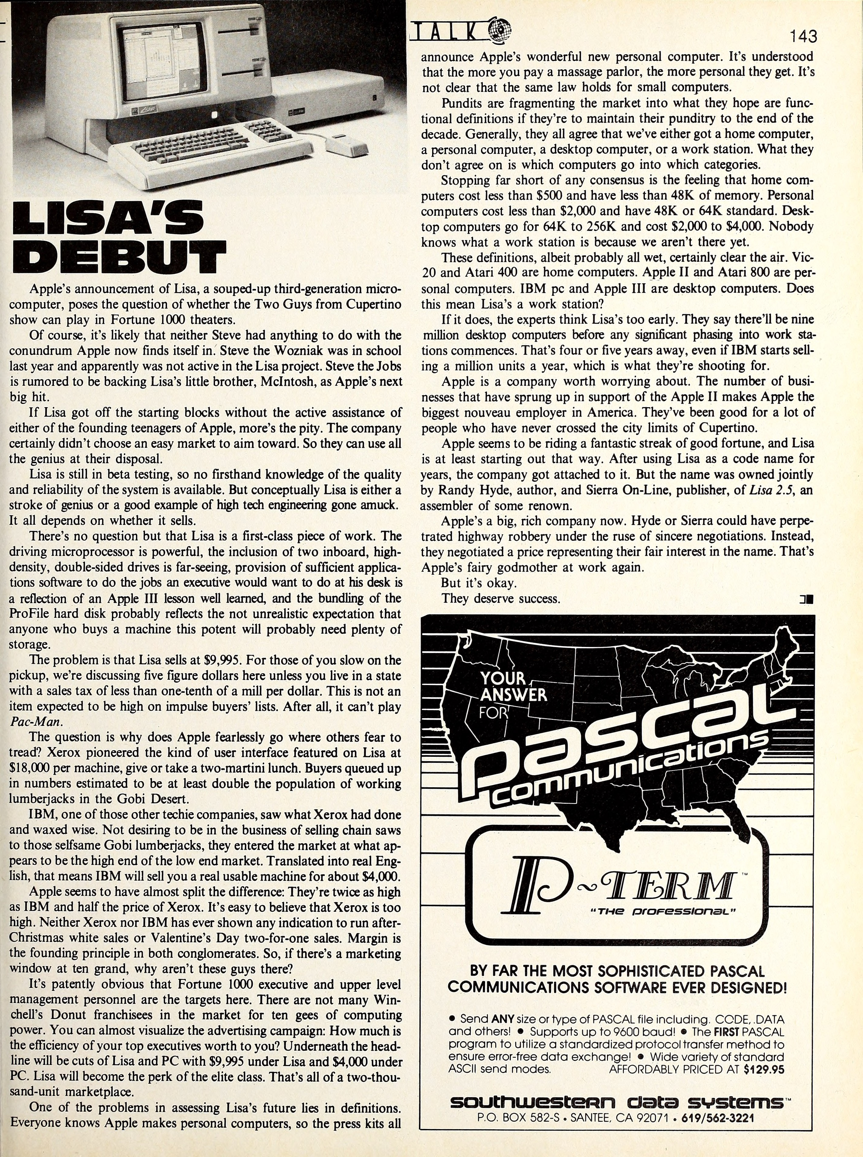 TALK
143
LISA'S
DEBUT
Apple's announcement of Lisa, a souped-up third-generation micro-
computer, poses the question of whether the Two Guys from Cupertino
show can play in Fortune 1000 theaters.
Of course, it's likely that neither Steve had anything to do with the
conundrum Apple now finds itself in. Steve the Wozniak was in school
last year and apparently was not active in the Lisa project. Steve the Jobs
is rumored to be backing Lisa's little brother, McIntosh, as Apple's next
big hit.
If Lisa got off the starting blocks without the active assistance of
either of the founding teenagers of Apple, more's the pity. The company
certainly didn't choose an easy market to aim toward. So they can use all
the genius at their disposal.
Lisa is still in beta testing, so no firsthand knowledge of the quality
and reliability of the system is available. But conceptually Lisa is either a
stroke of genius or a good example of high tech engineering gone amuck.
It all depends on whether it sells.
There's no question but that Lisa is a first-class piece of work. The
driving microprocessor is powerful, the inclusion of two inboard, high-
density, double-sided drives is far-seeing, provision of sufficient applica-
tions software to do the jobs an executive would want to do at his desk is
a reflection of an Apple III lesson well learned, and the bundling of the
ProFile hard disk probably reflects the not unrealistic expectation that
anyone who buys a machine this potent will probably need plenty of
storage.
The problem is that Lisa sells at $9,995. For those of you slow on the
pickup, we're discussing five figure dollars here unless you live in a state
with a sales tax of less than one-tenth of a mill per dollar. This is not an
item expected to be high on impulse buyers' lists. After all, it can't play
Pac-Man.
The question is why does Apple fearlessly go where others fear to
tread? Xerox pioneered the kind of user interface featured on Lisa at
$18,000 per machine, give or take a two-martini lunch. Buyers queued up
in numbers estimated to be at least double the population of working
lumberjacks in the Gobi Desert.
IBM, one of those other techie companies, saw what Xerox had done
and waxed wise. Not desiring to be in the business of selling chain saws
to those selfsame Gobi lumberjacks, they entered the market at what ap-
pears to be the high end of the low end market. Translated into real Eng-
lish, that means IBM will sell you a real usable machine for about $4,000.
Apple seems to have almost split the difference: They're twice as high
as IBM and half the price of Xerox. It's easy to believe that Xerox is too
high. Neither Xerox nor IBM has ever shown any indication to run after-
Christmas white sales or Valentine's Day two-for-one sales. Margin is
the founding principle in both conglomerates. So, if there's a marketing
window at ten grand, why aren't these guys there?
It's patently obvious that Fortune 1000 executive and upper level
management personnel are the targets here. There are not many Win-
chell's Donut franchisees in the market for ten gees of computing
power. You can almost visualize the advertising campaign: How much is
the efficiency of your top executives worth to you? Underneath the head-
line will be cuts of Lisa and PC with $9,995 under Lisa and $4,000 under
PC. Lisa will become the perk of the elite class. That's all of a two-thou-
sand-unit marketplace.
One of the problems in assessing Lisa's future lies in definitions.
Everyone knows Apple makes personal computers, so the press kits all
announce Apple's wonderful new personal computer. It's understood
that the more you pay a massage parlor, the more personal they get. It's
not clear that the same law holds for small computers.
Pundits are fragmenting the market into what they hope are func-
tional definitions if they're to maintain their punditry to the end of the
decade. Generally, they all agree that we've either got a home computer,
a personal computer, a desktop computer, or a work station. What they
don't agree on is which computers go into which categories.
Stopping far short of any consensus is the feeling that home com-
puters cost less than $500 and have less than 48K of memory. Personal
computers cost less than $2,000 and have 48K or 64K standard. Desk-
top computers go for 64K to 256K and cost $2,000 to $4,000. Nobody
knows what a work station is because we aren't there yet.
These definitions, albeit probably all wet, certainly clear the air. Vic-
20 and Atari 400 are home computers. Apple II and Atari 800 are per-
sonal computers. IBM pc and Apple III are desktop computers. Does
this mean Lisa's a work station?
If it does, the experts think Lisa's too early. They say there'll be nine
million desktop computers before any significant phasing into work sta-
tions commences. That's four or five years away, even if IBM starts sell-
ing a million units a year, which is what they're shooting for.
Apple is a company worth worrying about. The number of busi-
nesses that have sprung up in support of the Apple II makes Apple the
biggest nouveau employer in America. They've been good for a lot of
people who have never crossed the city limits of Cupertino.
Apple seems to be riding a fantastic streak of good fortune, and Lisa
is at least starting out that way. After using Lisa as a code name for
years, the company got attached to it. But the name was owned jointly
by Randy Hyde, author, and Sierra On-Line, publisher, of Lisa 2.5, an
assembler of some renown.
Apple's a big, rich company now. Hyde or Sierra could have perpe-
trated highway robbery under the ruse of sincere negotiations. Instead,
they negotiated a price representing their fair interest in the name. That's
Apple's fairy godmother at work again.
But it's okay.
They deserve success.
YOUR
ANSWER
FOR
pascal
communications
P~TERM™
"THE professional"
BY FAR THE MOST SOPHISTICATED PASCAL
COMMUNICATIONS SOFTWARE EVER DESIGNED!
• Send ANY size or type of PASCAL file including. CODE, .DATA
and others! • Supports up to 9600 baud! • The FIRST PASCAL
program to utilize a standardized protocol transfer method to
ensure error-free data exchange! • Wide variety of standard
ASCII send modes. AFFORDABLY PRICED AT $129.95
southwestern data systems™
P.O. BOX 582-S • SANTEE, CA 92071 • 619/562-3221